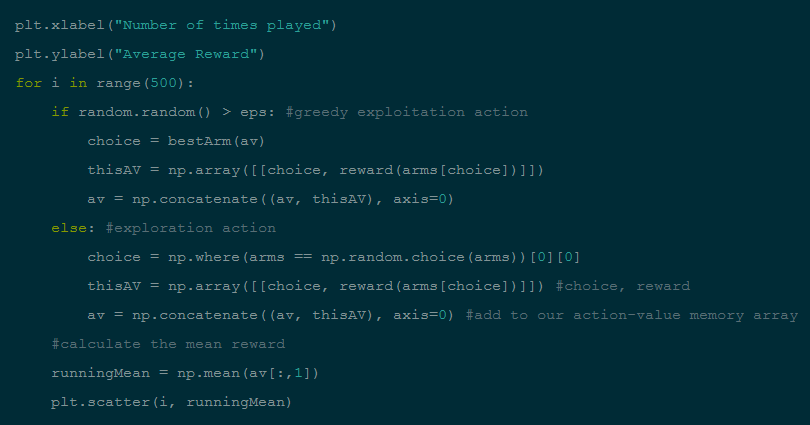 plt.xlabel("Number of times played")
plt.ylabel("Average Reward")
for i in range(500):
    if random.random() > eps: #greedy exploitation action
        choice = bestArm(av)
        thisAV = np.array([[choice, reward(arms[choice])]])
        av = np.concatenate((av, thisAV), axis=0)
    else: #exploration action
        choice = np.where(arms == np.random.choice(arms))[0][0]
        thisAV = np.array([[choice, reward(arms[choice])]]) #choice, reward
        av = np.concatenate((av, thisAV), axis=0) #add to our action-value memory array
    #calculate the mean reward
    runningMean = np.mean(av[:,1])
    plt.scatter(i, runningMean)